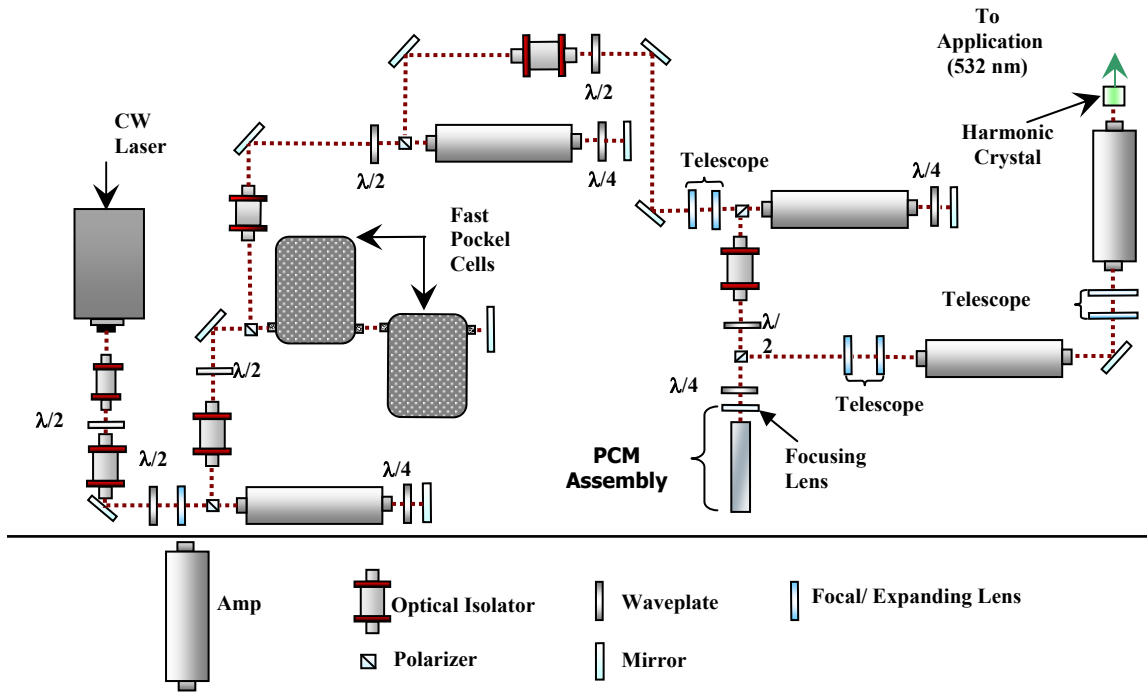 To
Application
(532 nm)
CW
Laser
λ/2
Harmonic
Crystal
λ/2
λ/4
Telescope
λ/4
Fast
Pockel
Cells
Telescope
λ/2
λ/
2
λ/4
Telescope
λ/2
λ/2
λ/4
PCM
Assembly
Focusing
Lens
Amp
Optical Isolator
Waveplate
Focal/ Expanding Lens
Polarizer
Mirror